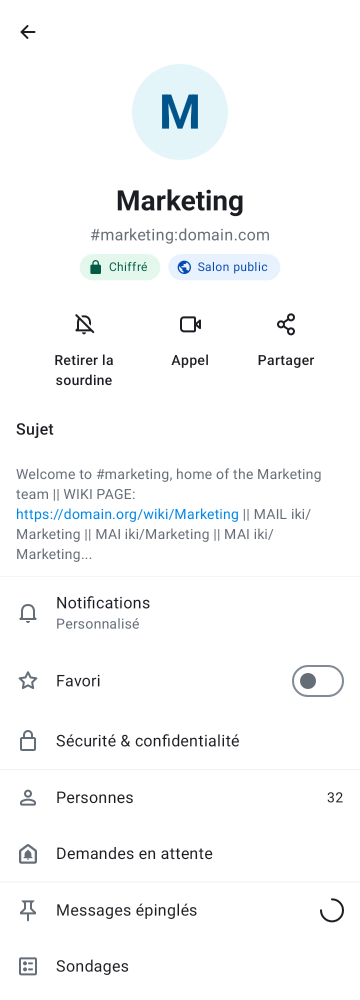 M
Marketing
#marketing:domain.com
Chiffré
Salon public
Retirer la
sourdine
Appel
Partager
Sujet
Welcome to #marketing, home of the Marketing
team || WIKI PAGE:
https://domain.org/wiki/Marketing || MAIL iki/
Marketing || MAI iki/Marketing || MAI iki/
Marketing...
Notifications
Personnalisé
Favori
Sécurité & confidentialité
Personnes 32
Demandes en attente
Messages épinglés
Sondages